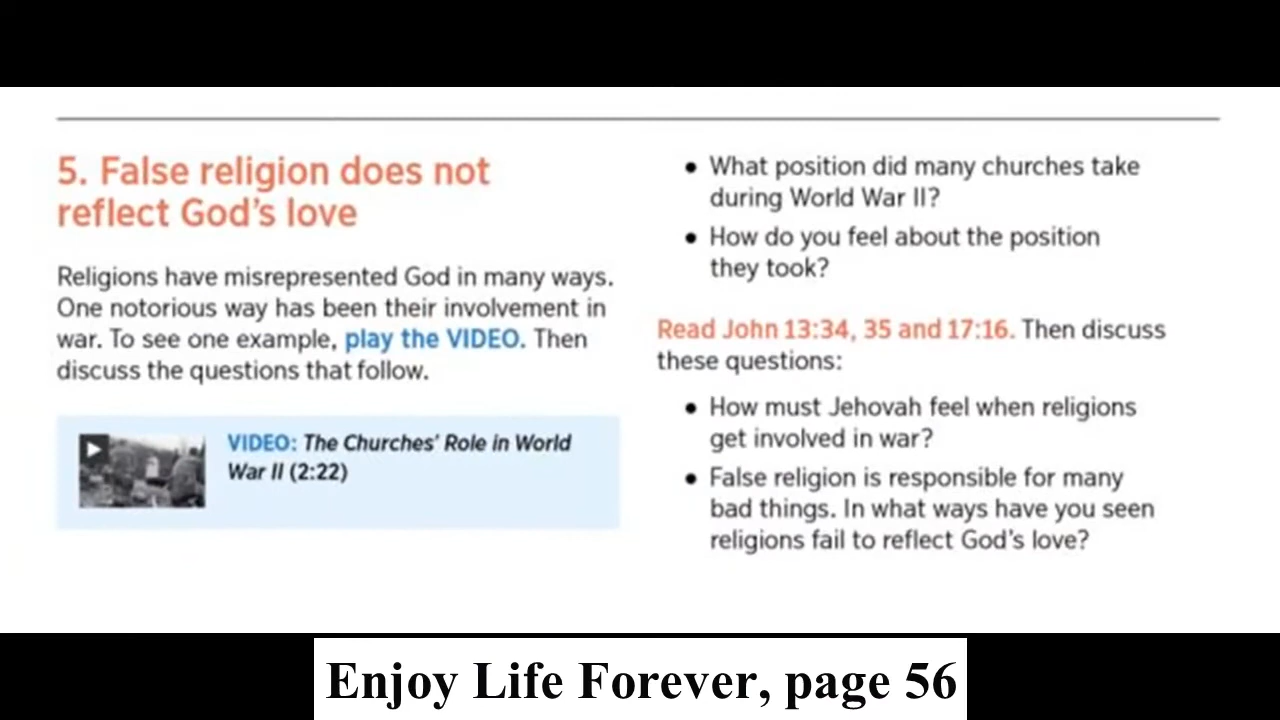 5. False religion does not
reflect God's love
Religions have misrepresented God in many ways.
One notorious way has been their involvement in
war. To see one example, play the VIDEO. Then
discuss the questions that follow.
VIDEO: The Churches' Role in World
War II (2:22)
• What position did many churches take
during World War II?
• How do you feel about the position
they took?
Read John 13:34, 35 and 17:16. Then discuss
these questions:
• How must Jehovah feel when religions
get involved in war?
• False religion is responsible for many
bad things. In what ways have you seen
religions fail to reflect God's love?
Enjoy Life Forever, page 56